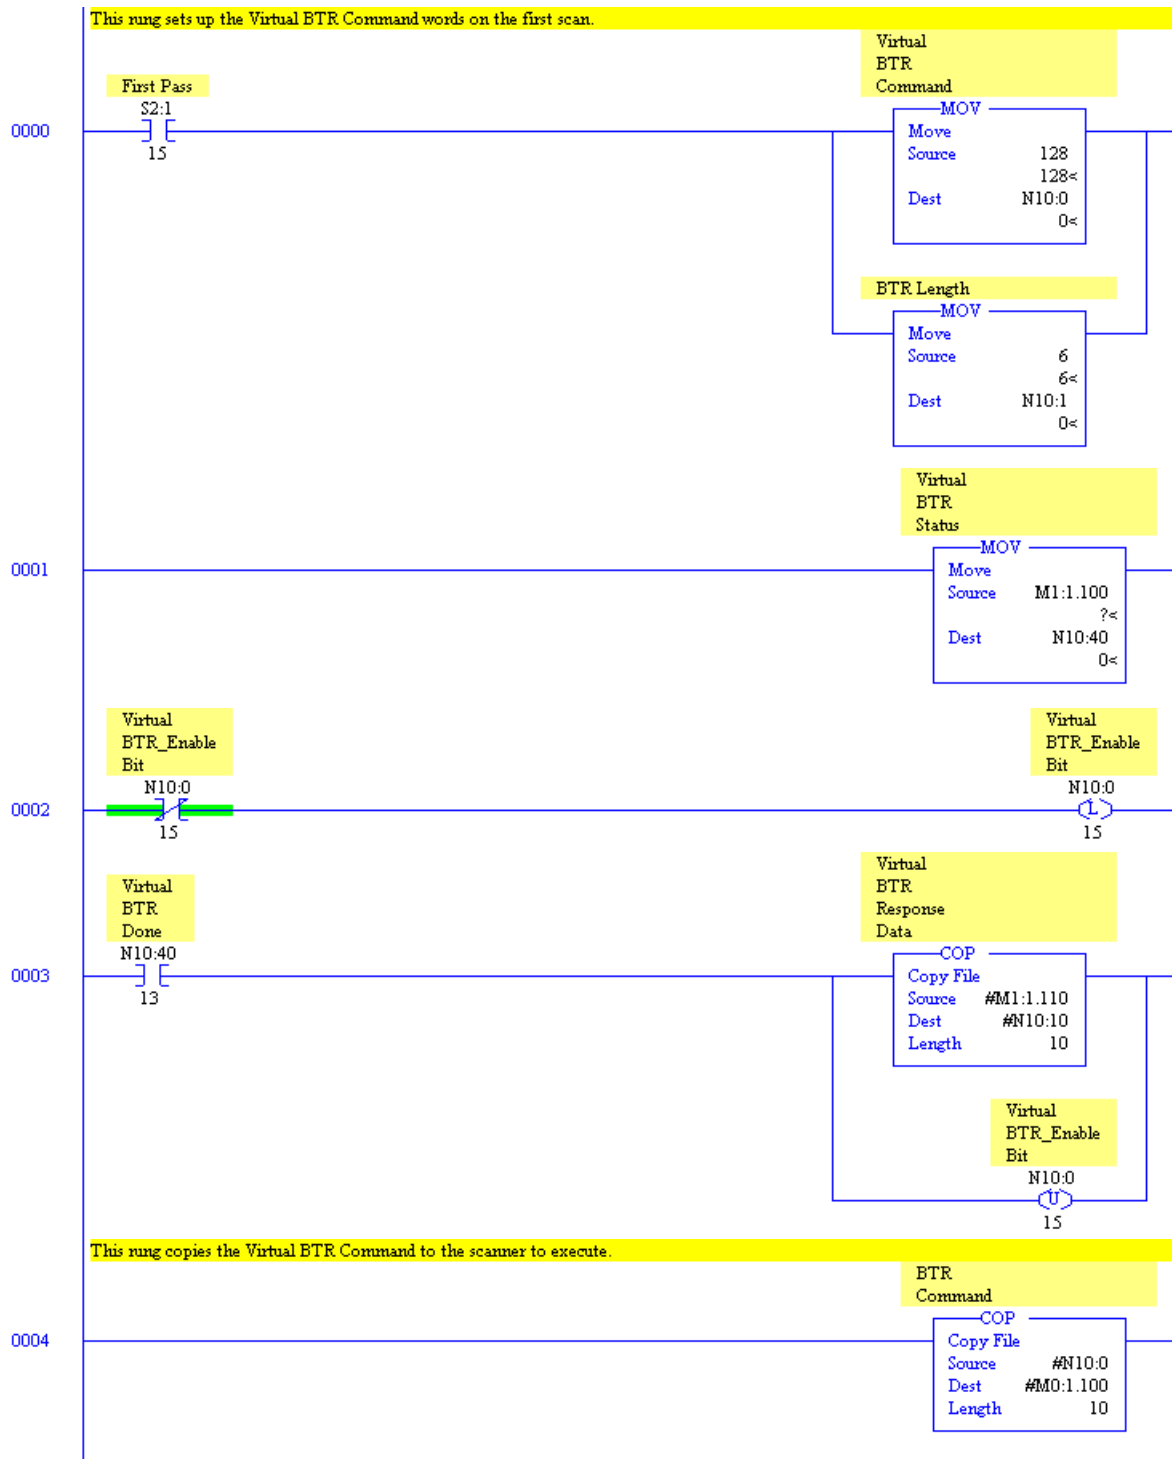 This rung sets up the Virtual BTR Command words on the first scan.
Virtual
BTR
Command
First Pass
S2:1
MOV
0000
Move
15
Source 128
128<
Dest N10:0
0<
BTR Length
MOV
Move
Source 6
6<
Dest N10:1
0<
Virtual
BTR
Status
MOV
0001
Move
Source M1:1.100
?<
Dest N10:40
0<
Virtual
BTR_Enable
Bit
N10:0
0002
15
Virtual
BTR_Enable
Bit
N10:0
L
15
Virtual
BTR
Done
N10:40
0003
13
Virtual
BTR
Response
Data
COP
Copy File
Source #M1:1.110
Dest #N10:10
Length 10
Virtual
BTR_Enable
Bit
N10:0
U
15
This rung copies the Virtual BTR Command to the scanner to execute.
BTR
Command
COP
0004
Copy File
Source #N10:0
Dest #M0:1.100
Length 10